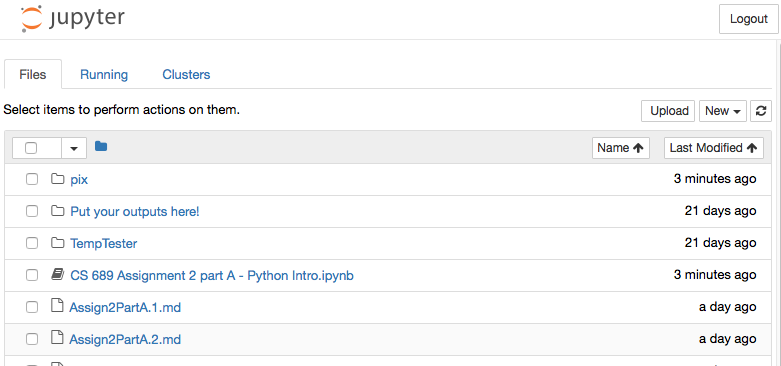 jupyter
Logout
Files Running Clusters
Select items to perform actions on them.
Upload New
Name Last Modified
pix 3 minutes ago
Put your outputs here! 21 days ago
TempTester 21 days ago
CS 689 Assignment 2 part A - Python Intro.ipynb 3 minutes ago
Assign2PartA.1.md a day ago
Assign2PartA.2.md a day ago